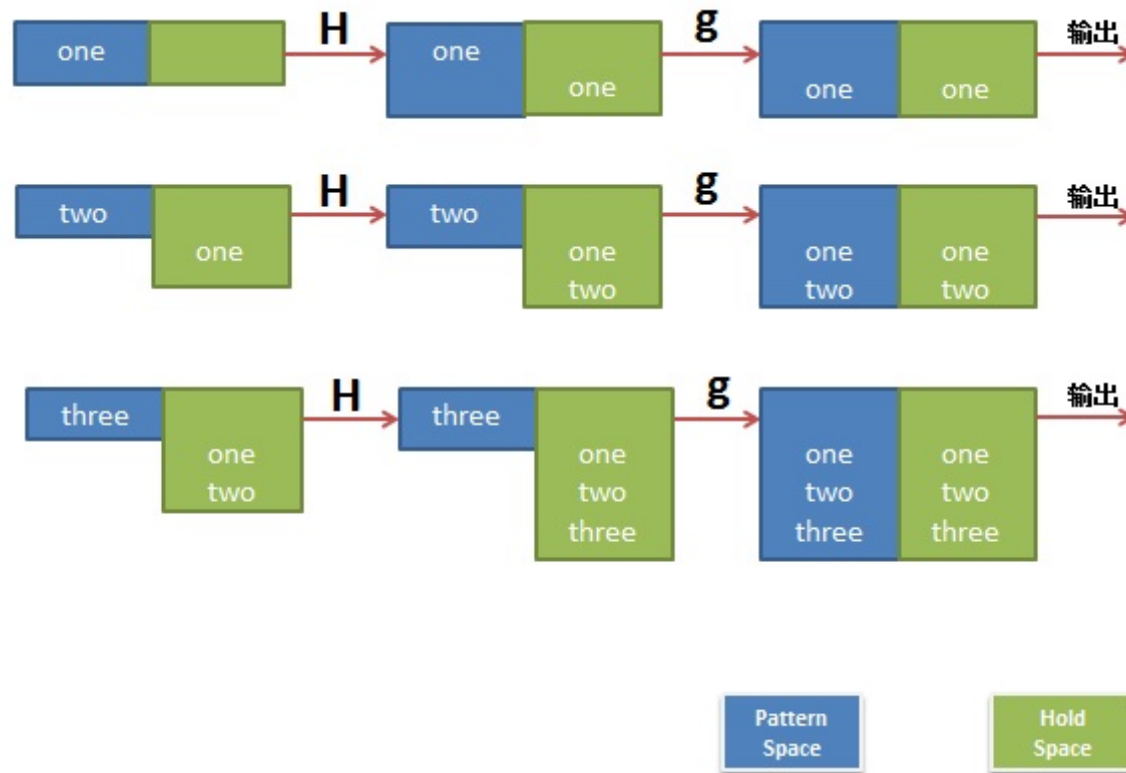 one
H
one
one
g
one
one
输出
two
one
H
two
one
two
g
one
two
one
two
输出
three
one
two
H
three
one
two
three
g
one
two
three
one
two
three
输出
Pattern
Space
Hold
Space